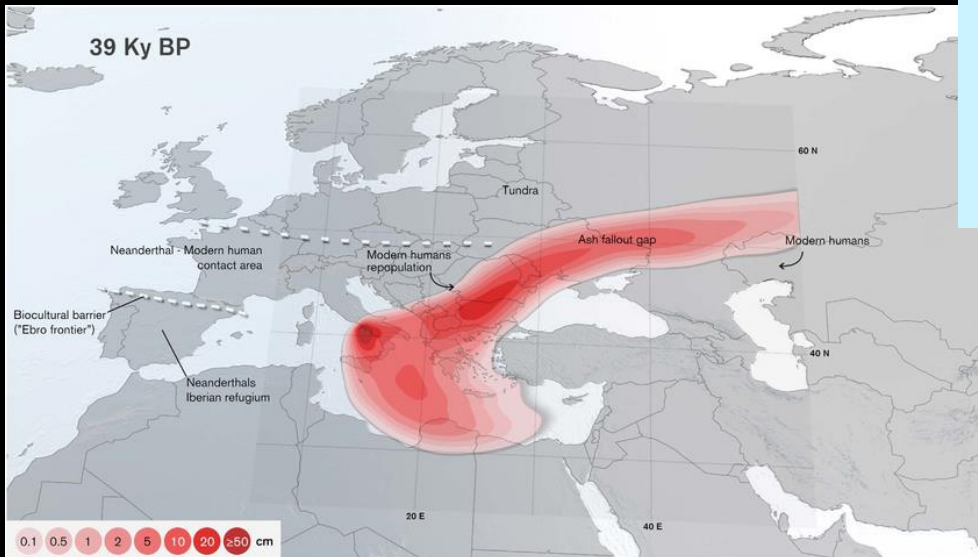 39 Ky BP
60 N
Tundra
Ash fallout gap
Modern humans
Neanderthal - Modern human
contact area
Modern humans
repopulation
Biocultural barrier
("Ebro frontier")
40 N
Neanderthals
Iberian refugium
20 E
40 E
0.1 0.5 1 2 5 10 20 ≥50 cm